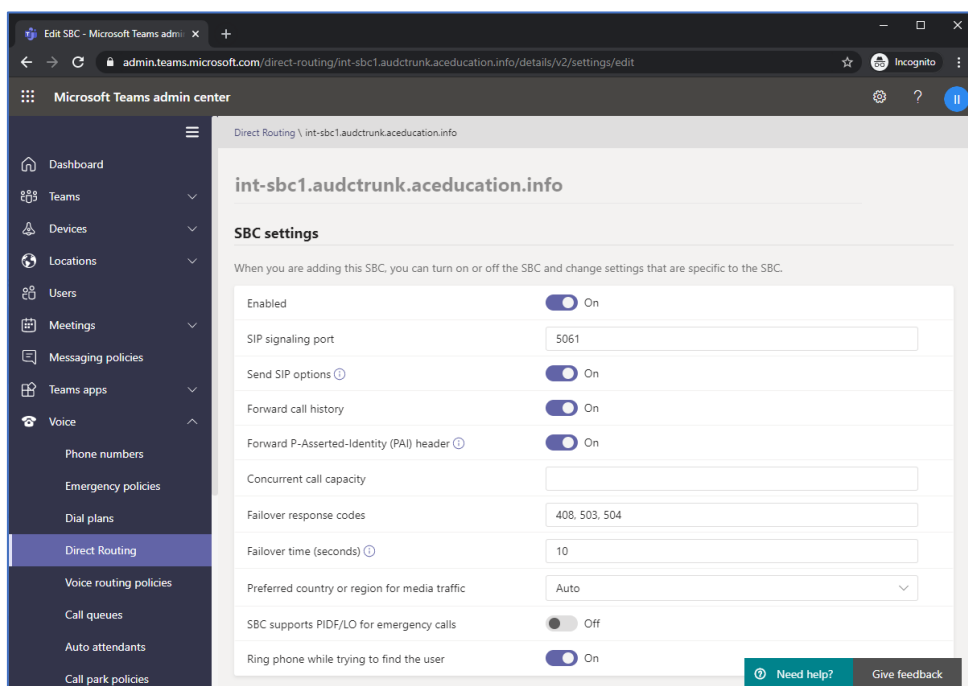 Edit SBC - Microsoft Teams admi
admin.teams.microsoft.com/direct-routing/int-sbc1.audctrunk.aceducation.info/details/v2/settings/edit
Incognito
Microsoft Teams admin center
II
Direct Routing \ int-sbc1.audctrunk.aceducation.info
Dashboard
Teams
Devices
Locations
Users
Meetings
Messaging policies
Teams apps
Voice
Phone numbers
Emergency policies
Dial plans
Direct Routing
Voice routing policies
Call queues
Auto attendants
Call park policies
int-sbc1.audctrunk.aceducation.info
SBC settings
When you are adding this SBC, you can turn on or off the SBC and change settings that are specific to the SBC.
Enabled On
SIP signaling port 5061
Send SIP options On
Forward call history On
Forward P-Asserted-Identity (PAI) header On
Concurrent call capacity
Failover response codes 408, 503, 504
Failover time (seconds) 10
Preferred country or region for media traffic Auto
SBC supports PIDF/LO for emergency calls Off
Ring phone while trying to find the user On
Need help? Give feedback